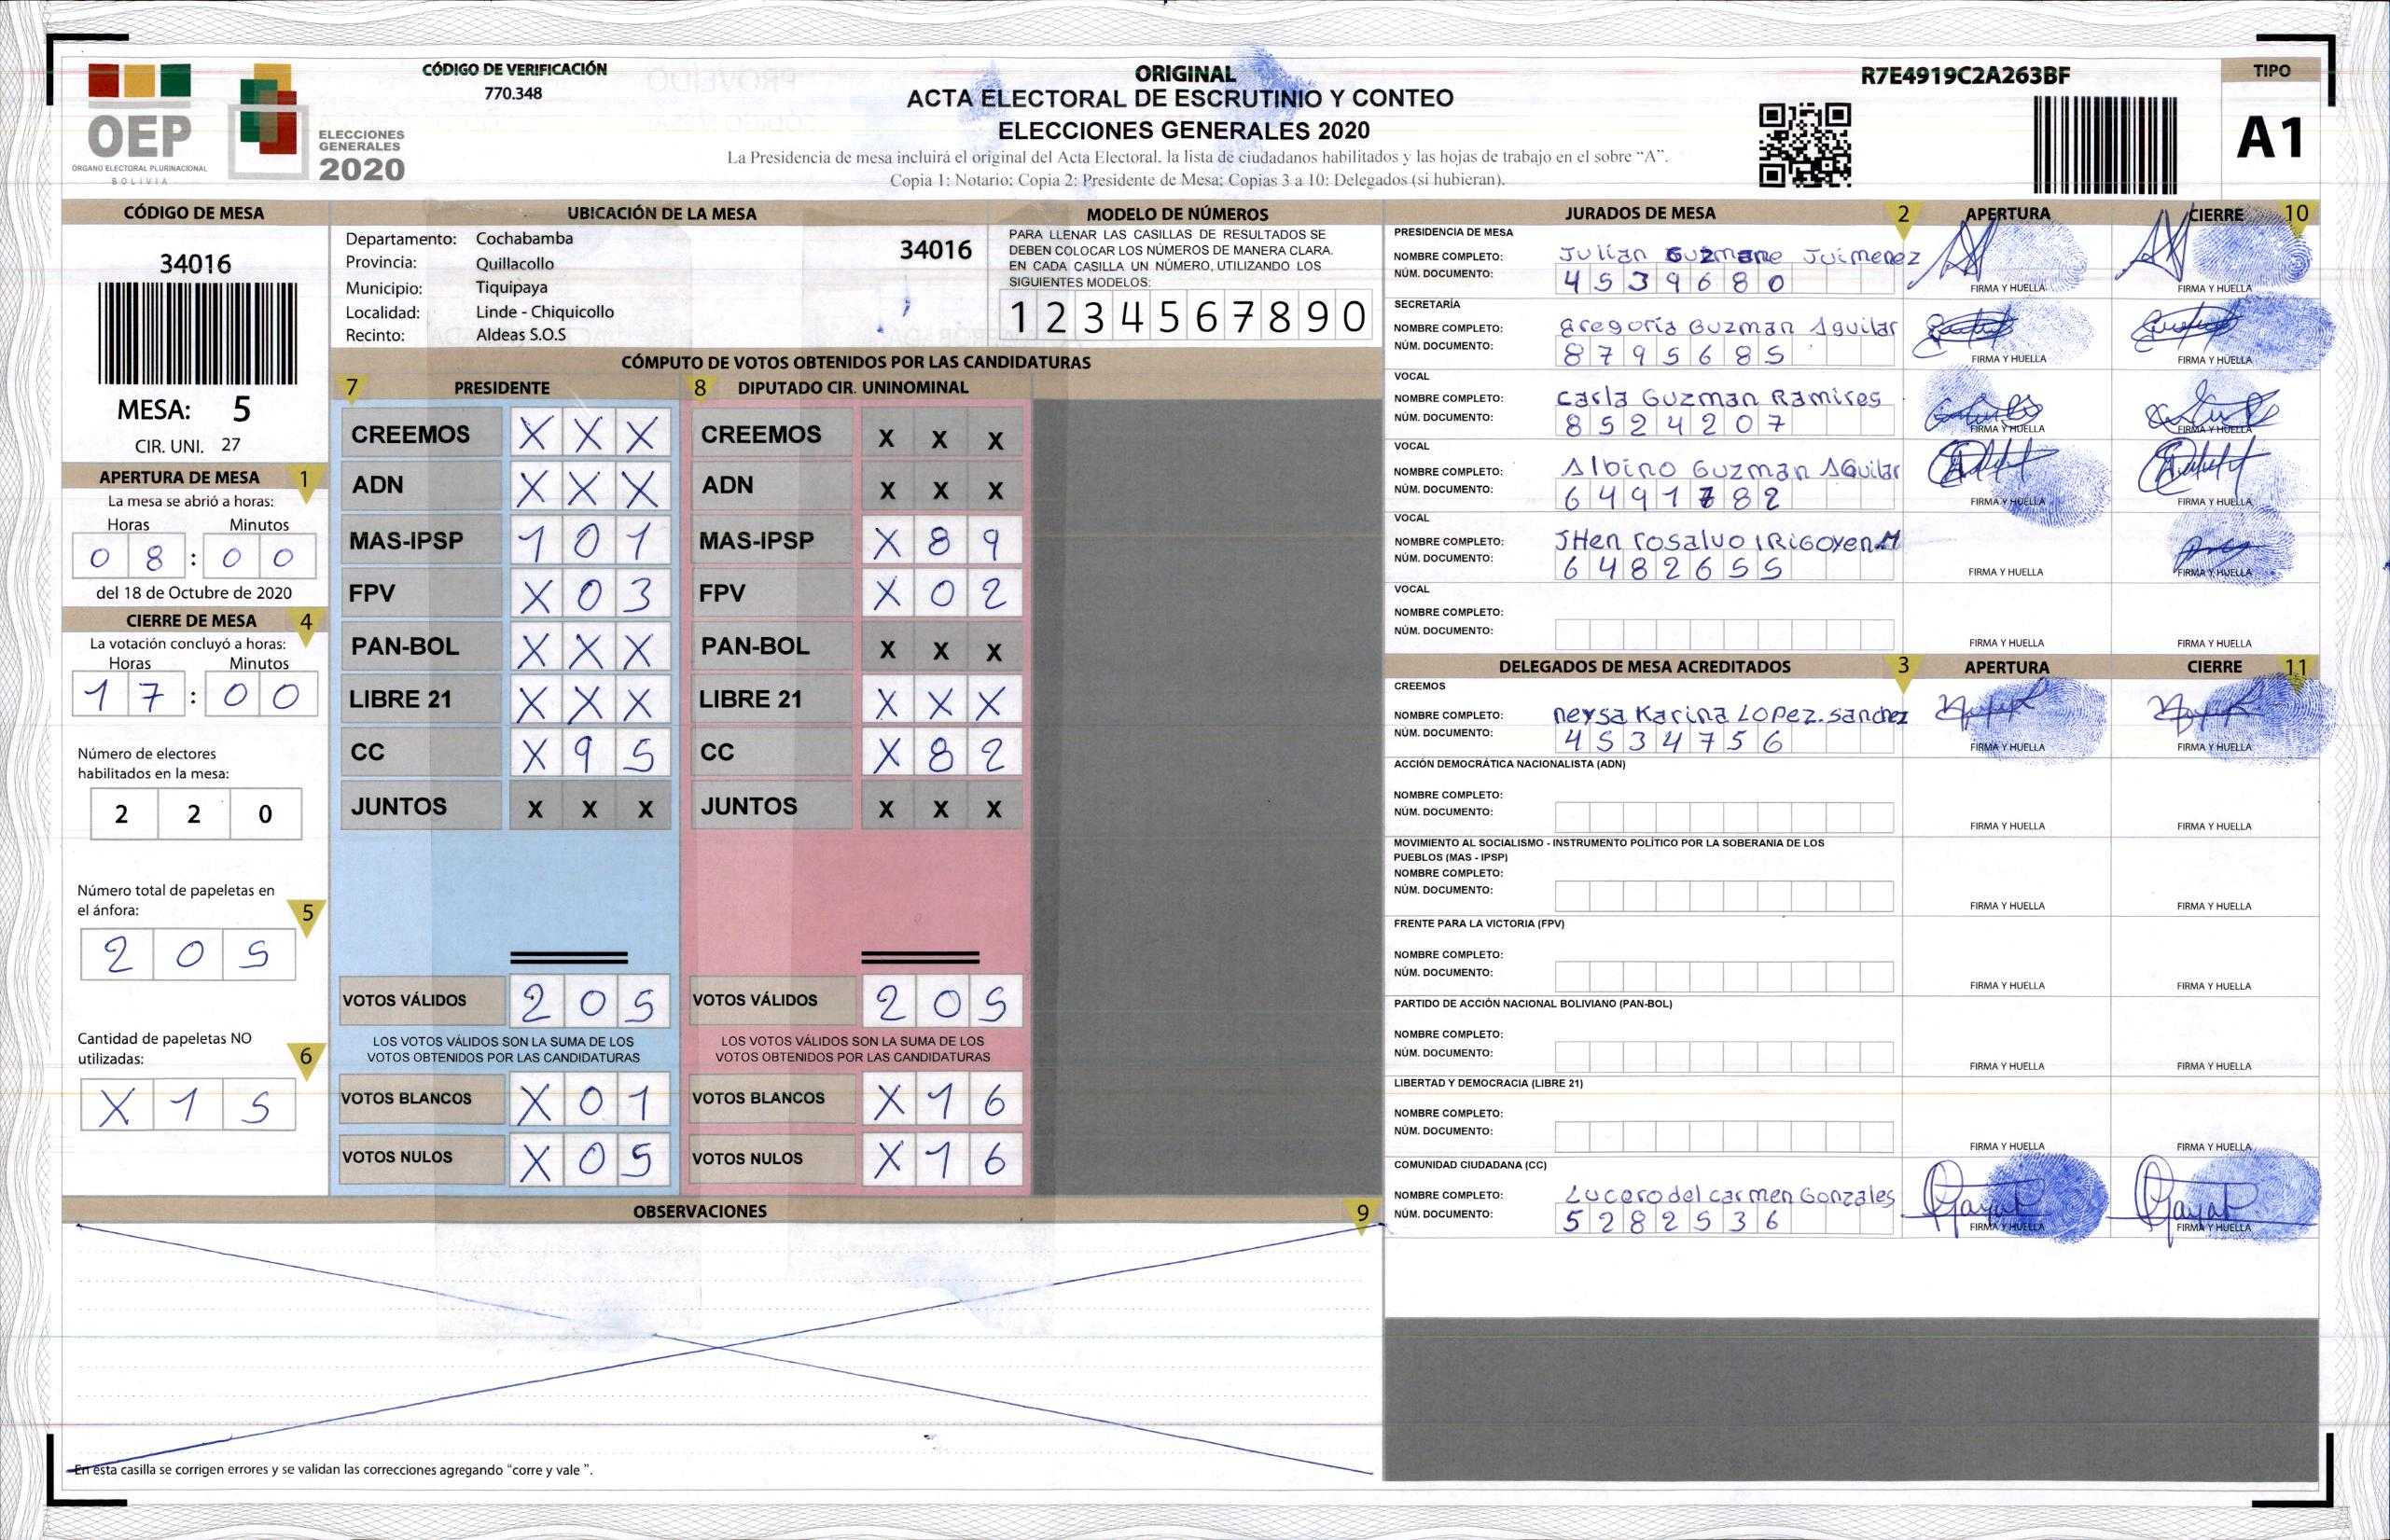 CÓDIGO DE VERIFICACIÓN
770.348
OEP
ÓRGANO ELECTORAL PLURINACIONAL
BOLIVIA
ELECCIONES
GENERALES
2020
ORIGINAL
ACTA ELECTORAL DE ESCRUTINIO Y CONTEO
ELECCIONES GENERALES 2020
La Presidencia de mesa incluirá el original del Acta Electoral, la lista de ciudadanos habilitados y las hojas de trabajo en el sobre “A”.
Copia 1: Notario; Copia 2: Presidente de Mesa; Copias 3 a 10: Delegados (si hubieran).
R7E4919C2A263BF
TIPO
A1
CÓDIGO DE MESA
34016
MESA: 5
CIR. UNI. 27
APERTURA DE MESA 1
La mesa se abrió a horas:
Horas Minutos
0 8 : 0 0
del 18 de Octubre de 2020
CIERRE DE MESA 4
La votación concluyó a horas:
Horas Minutos
1 7 : 0 0
Número de electores
habilitados en la mesa:
2 2 0
Número total de papeletas en
el ánfora: 5
2 0 5
Cantidad de papeletas NO
utilizadas: 6
X 1 5
UBICACIÓN DE LA MESA
Departamento: Cochabamba
Provincia: Quillacollo
Municipio: Tiquipaya
Localidad: Linde - Chiquicollo
Recinto: Aldeas S.O.S
34016
MODELO DE NÚMEROS
PARA LLENAR LAS CASILLAS DE RESULTADOS SE
DEBEN COLOCAR LOS NÚMEROS DE MANERA CLARA.
EN CADA CASILLA UN NÚMERO, UTILIZANDO LOS
SIGUIENTES MODELOS:
1 2 3 4 5 6 7 8 9 0
CÓMPUTO DE VOTOS OBTENIDOS POR LAS CANDIDATURAS
7 PRESIDENTE
CREEMOS X X X
ADN X X X
MAS-IPSP 1 0 1
FPV X 0 3
PAN-BOL X X X
LIBRE 21 X X X
CC X 9 5
JUNTOS X X X
VOTOS VÁLIDOS 2 0 5
LOS VOTOS VÁLIDOS SON LA SUMA DE LOS
VOTOS OBTENIDOS POR LAS CANDIDATURAS
VOTOS BLANCOS X 0 1
VOTOS NULOS X 0 5
8 DIPUTADO CIR. UNINOMINAL
CREEMOS X X X
ADN X X X
MAS-IPSP X 8 9
FPV X 0 2
PAN-BOL X X X
LIBRE 21 X X X
CC X 8 2
JUNTOS X X X
VOTOS VÁLIDOS 2 0 5
LOS VOTOS VÁLIDOS SON LA SUMA DE LOS
VOTOS OBTENIDOS POR LAS CANDIDATURAS
VOTOS BLANCOS X 1 6
VOTOS NULOS X 1 6
OBSERVACIONES 9
En esta casilla se corrigen errores y se validan las correcciones agregando “corre y vale ”.
JURADOS DE MESA 2 APERTURA CIERRE 10
PRESIDENCIA DE MESA
NOMBRE COMPLETO: Julian Guzmane Juimenez
NÚM. DOCUMENTO: 4 5 3 9 6 8 0
FIRMA Y HUELLA FIRMA Y HUELLA
SECRETARÍA
NOMBRE COMPLETO: Gregoria Guzman Aguilar
NÚM. DOCUMENTO: 8 7 9 5 6 8 5
FIRMA Y HUELLA FIRMA Y HUELLA
VOCAL
NOMBRE COMPLETO: Carla Guzman Ramires
NÚM. DOCUMENTO: 8 5 2 4 2 0 7
FIRMA Y HUELLA FIRMA Y HUELLA
VOCAL
NOMBRE COMPLETO: Albino Guzman AGuilar
NÚM. DOCUMENTO: 6 4 9 1 7 8 2
FIRMA Y HUELLA FIRMA Y HUELLA
VOCAL
NOMBRE COMPLETO: JHen rosalvo IRiGOYen.M
NÚM. DOCUMENTO: 6 4 8 2 6 5 5
FIRMA Y HUELLA FIRMA Y HUELLA
VOCAL
NOMBRE COMPLETO:
NÚM. DOCUMENTO:
FIRMA Y HUELLA FIRMA Y HUELLA
DELEGADOS DE MESA ACREDITADOS 3 APERTURA CIERRE 11
CREEMOS
NOMBRE COMPLETO: neysa Karina LOPez.sanchez
NÚM. DOCUMENTO: 4 5 3 4 7 5 6
FIRMA Y HUELLA FIRMA Y HUELLA
ACCIÓN DEMOCRÁTICA NACIONALISTA (ADN)
NOMBRE COMPLETO:
NÚM. DOCUMENTO:
FIRMA Y HUELLA FIRMA Y HUELLA
MOVIMIENTO AL SOCIALISMO - INSTRUMENTO POLÍTICO POR LA SOBERANIA DE LOS
PUEBLOS (MAS - IPSP)
NOMBRE COMPLETO:
NÚM. DOCUMENTO:
FIRMA Y HUELLA FIRMA Y HUELLA
FRENTE PARA LA VICTORIA (FPV)
NOMBRE COMPLETO:
NÚM. DOCUMENTO:
FIRMA Y HUELLA FIRMA Y HUELLA
PARTIDO DE ACCIÓN NACIONAL BOLIVIANO (PAN-BOL)
NOMBRE COMPLETO:
NÚM. DOCUMENTO:
FIRMA Y HUELLA FIRMA Y HUELLA
LIBERTAD Y DEMOCRACIA (LIBRE 21)
NOMBRE COMPLETO:
NÚM. DOCUMENTO:
FIRMA Y HUELLA FIRMA Y HUELLA
COMUNIDAD CIUDADANA (CC)
NOMBRE COMPLETO: Lucero del carmen Gonzales
NÚM. DOCUMENTO: 5 2 8 2 5 3 6
FIRMA Y HUELLA FIRMA Y HUELLA